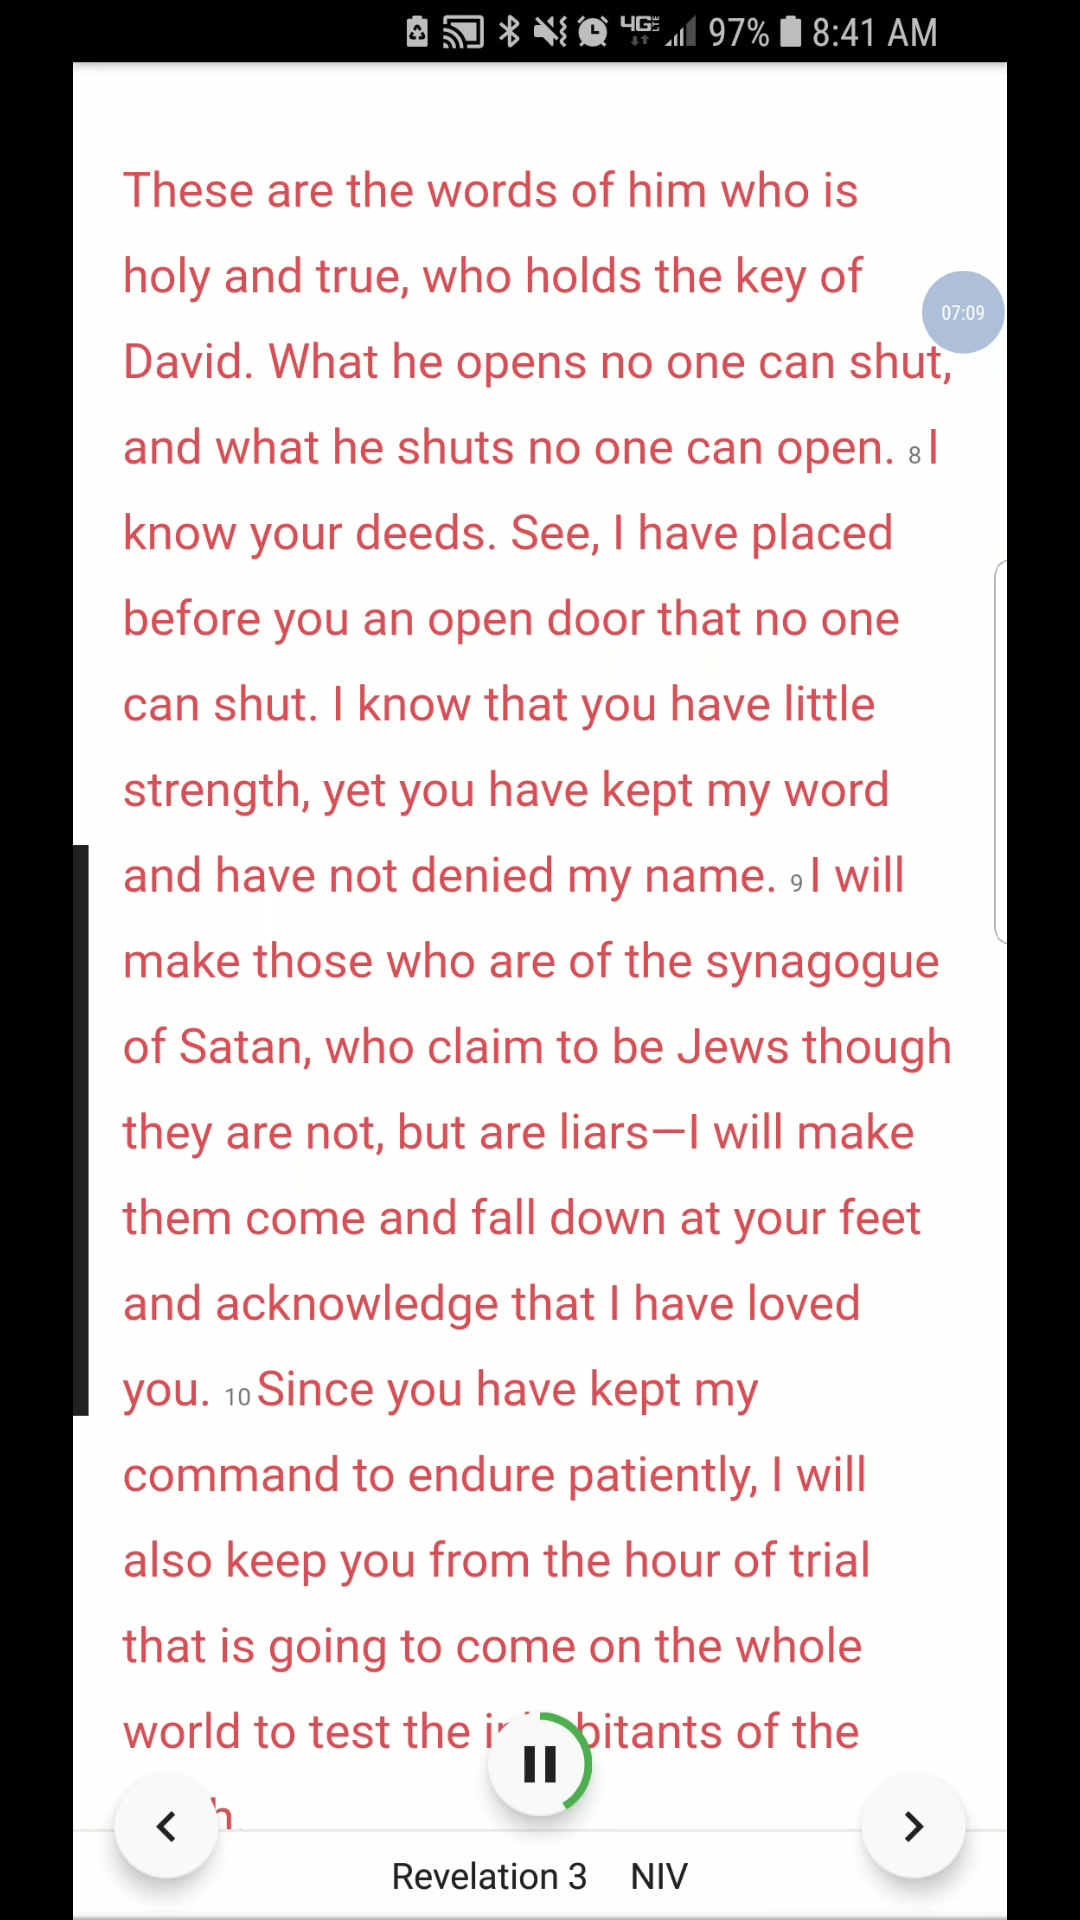 4G LTE 97% 8:41 AM
These are the words of him who is
holy and true, who holds the key of
07:09
David. What he opens no one can shut,
and what he shuts no one can open. 8 I
know your deeds. See, I have placed
before you an open door that no one
can shut. I know that you have little
strength, yet you have kept my word
and have not denied my name. 9 I will
make those who are of the synagogue
of Satan, who claim to be Jews though
they are not, but are liars—I will make
them come and fall down at your feet
and acknowledge that I have loved
you. 10 Since you have kept my
command to endure patiently, I will
also keep you from the hour of trial
that is going to come on the whole
world to test the of the
Revelation 3 NIV